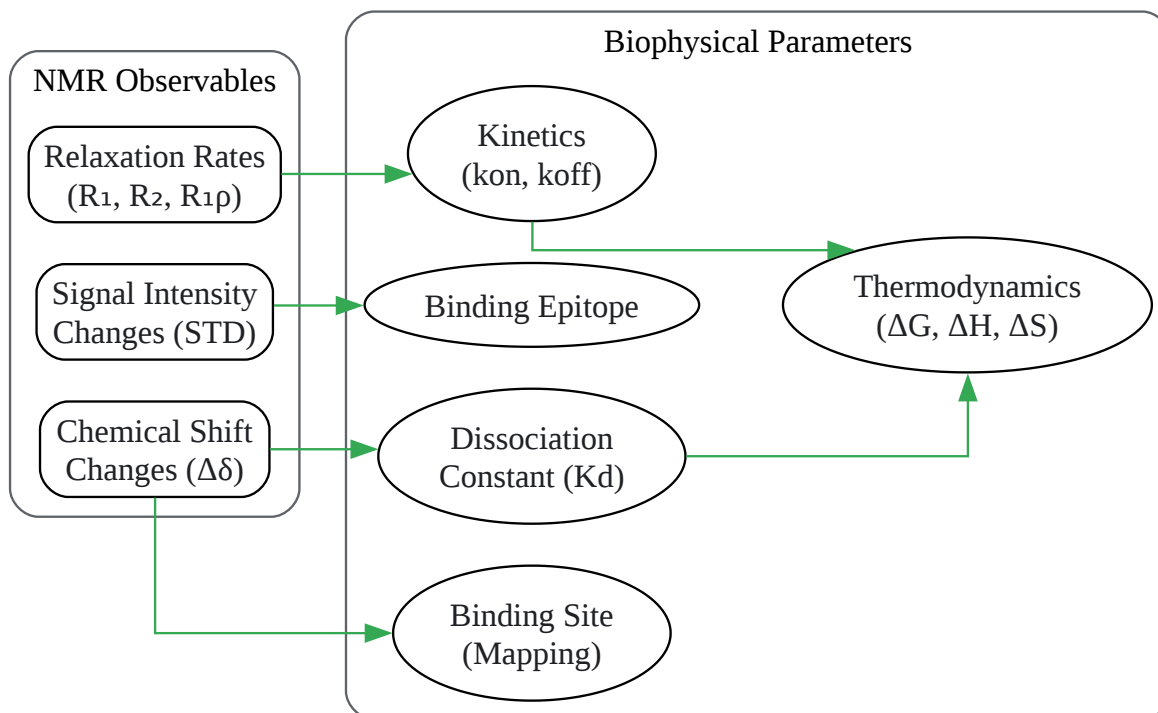 NMR Observables
Relaxation Rates
(R₁, R₂, R₁ρ)
Signal Intensity
Changes (STD)
Chemical Shift
Changes (Δδ)
Biophysical Parameters
Kinetics
(kon, koff)
Binding Epitope
Dissociation
Constant (Kd)
Binding Site
(Mapping)
Thermodynamics
(ΔG, ΔH, ΔS)